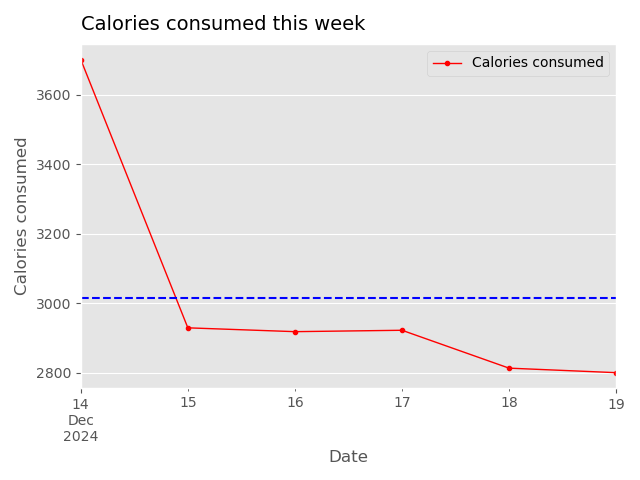 Calories consumed this week
Calories consumed
3600
3400
3200
3000
2800
Calories consumed
14
Dec
2024
15
16
17
18
19
Date